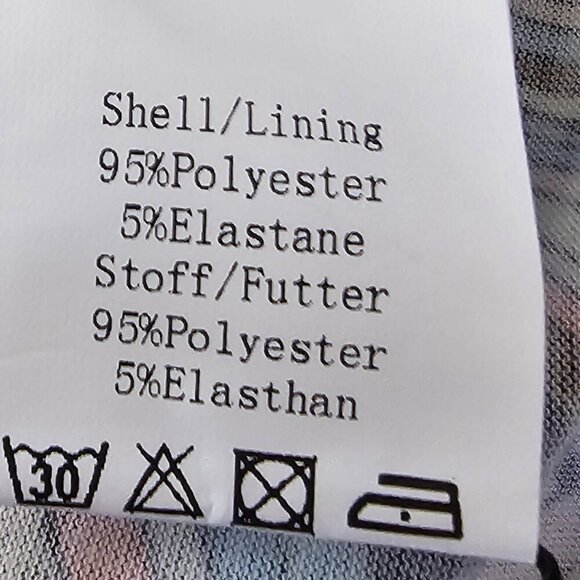 Shell/Lining
95%Polyester
5%Elastane
Stoff/Futter
95%Polyester
5%Elasthan
30